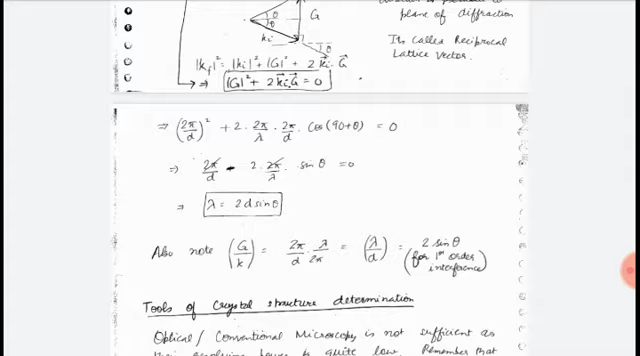 plane of diffraction
θ
θ
G
ki
θ
Its called Reciprocal
Lattice Vector.
|kf|² = |ki|² + |G|² + 2 ki·G
⇒ |G|² + 2 ki·G = 0
⇒ (2π/d)² + 2 · 2π/λ · 2π/d · cos(90+θ) = 0
⇒ 2π/d - 2 · 2π/λ · sin θ = 0
⇒ λ = 2d sin θ
Also note (G/k) = 2π/d · λ/2π = (λ/d) = 2 sin θ
(for 1st order
interference)
Tools of Crystal structure determination
Optical / Conventional Microscopy is not sufficient as
is quite low. Remember that